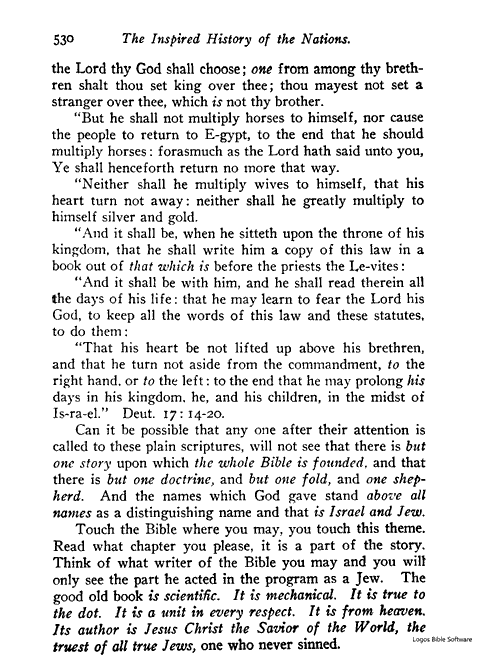 530 The Inspired History of the Nations.
the Lord thy God shall choose; one from among thy breth-
ren shalt thou set king over thee; thou mayest not set a
stranger over thee, which is not thy brother.
"But he shall not multiply horses to himself, nor cause
the people to return to E-gypt, to the end that he should
multiply horses: forasmuch as the Lord hath said unto you,
Ye shall henceforth return no more that way.
"Neither shall he multiply wives to himself, that his
heart turn not away: neither shall he greatly multiply to
himself silver and gold.
"And it shall be, when he sitteth upon the throne of his
kingdom, that he shall write him a copy of this law in a
book out of that which is before the priests the Le-vites:
"And it shall be with him, and he shall read therein all
the days of his life: that he may learn to fear the Lord his
God, to keep all the words of this law and these statutes,
to do them:
"That his heart be not lifted up above his brethren,
and that he turn not aside from the commandment, to the
right hand, or to the left: to the end that he may prolong his
days in his kingdom, he, and his children, in the midst of
Is-ra-el." Deut. 17: 14-20.
Can it be possible that any one after their attention is
called to these plain scriptures, will not see that there is but
one story upon which the whole Bible is founded, and that
there is but one doctrine, and but one fold, and one shep-
herd. And the names which God gave stand above all
names as a distinguishing name and that is Israel and Jew.
Touch the Bible where you may, you touch this theme.
Read what chapter you please, it is a part of the story.
Think of what writer of the Bible you may and you will
only see the part he acted in the program as a Jew. The
good old book is scientific. It is mechanical. It is true to
the dot. It is a unit in every respect. It is from heaven.
Its author is Jesus Christ the Savior of the World, the
truest of all true Jews, one who never sinned.
Logos Bible Software